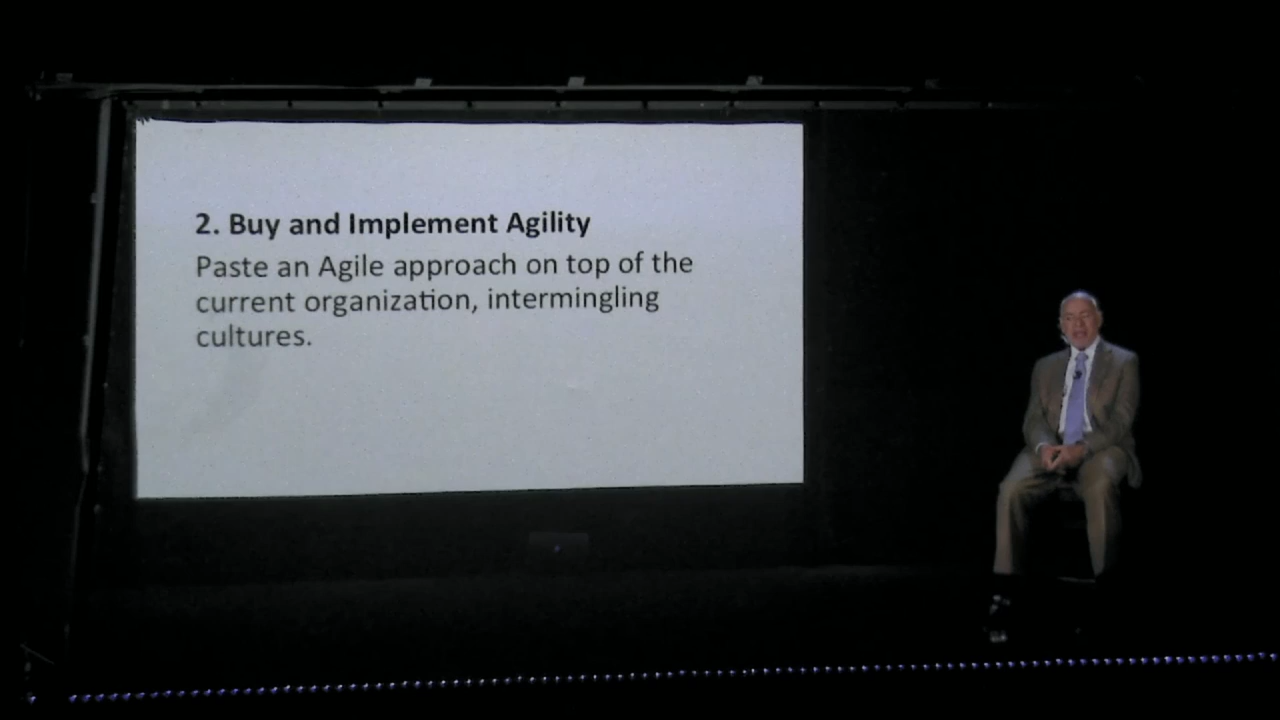 2. Buy and Implement Agility
Paste an Agile approach on top of the
current organization, intermingling
cultures.